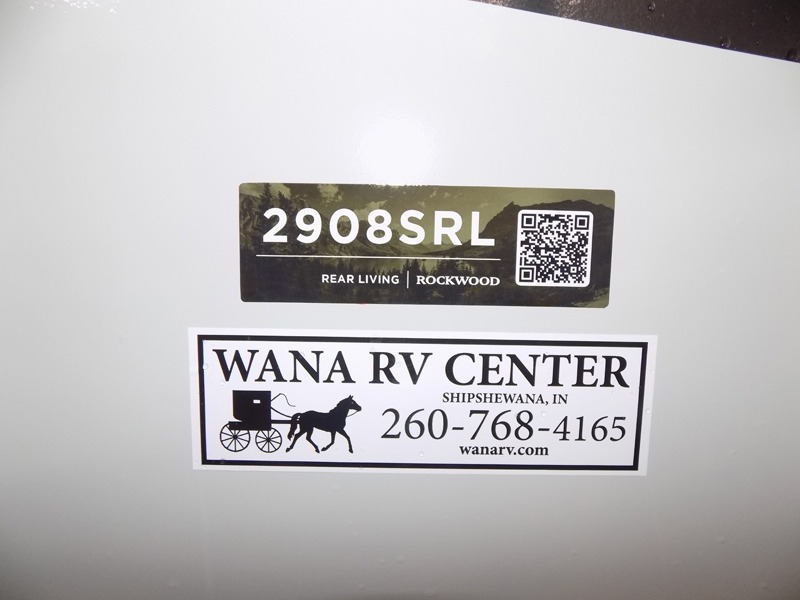 2908SRL
REAR LIVING | ROCKWOOD
WANA RV CENTER
SHIPSHEWANA, IN
260-768-4165
wanarv.com